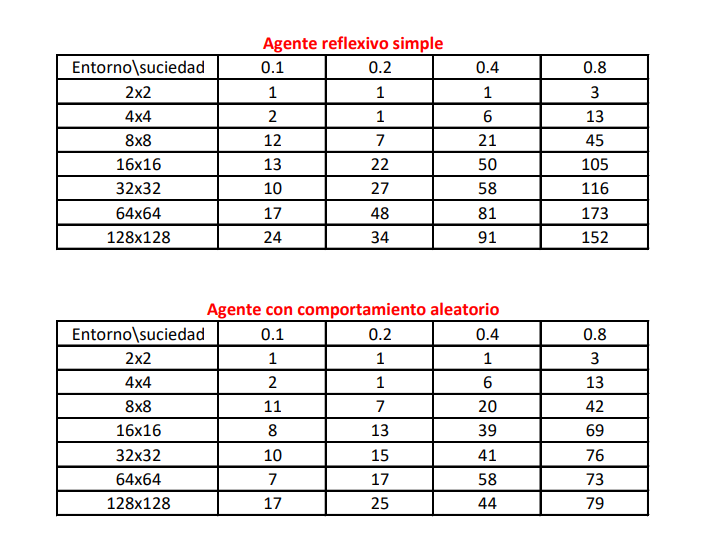 Agente reflexivo simple
Entorno\suciedad 0.1 0.2 0.4 0.8
2x2 1 1 1 3
4x4 2 1 6 13
8x8 12 7 21 45
16x16 13 22 50 105
32x32 10 27 58 116
64x64 17 48 81 173
128x128 24 34 91 152
Agente con comportamiento aleatorio
Entorno\suciedad 0.1 0.2 0.4 0.8
2x2 1 1 1 3
4x4 2 1 6 13
8x8 11 7 20 42
16x16 8 13 39 69
32x32 10 15 41 76
64x64 7 17 58 73
128x128 17 25 44 79